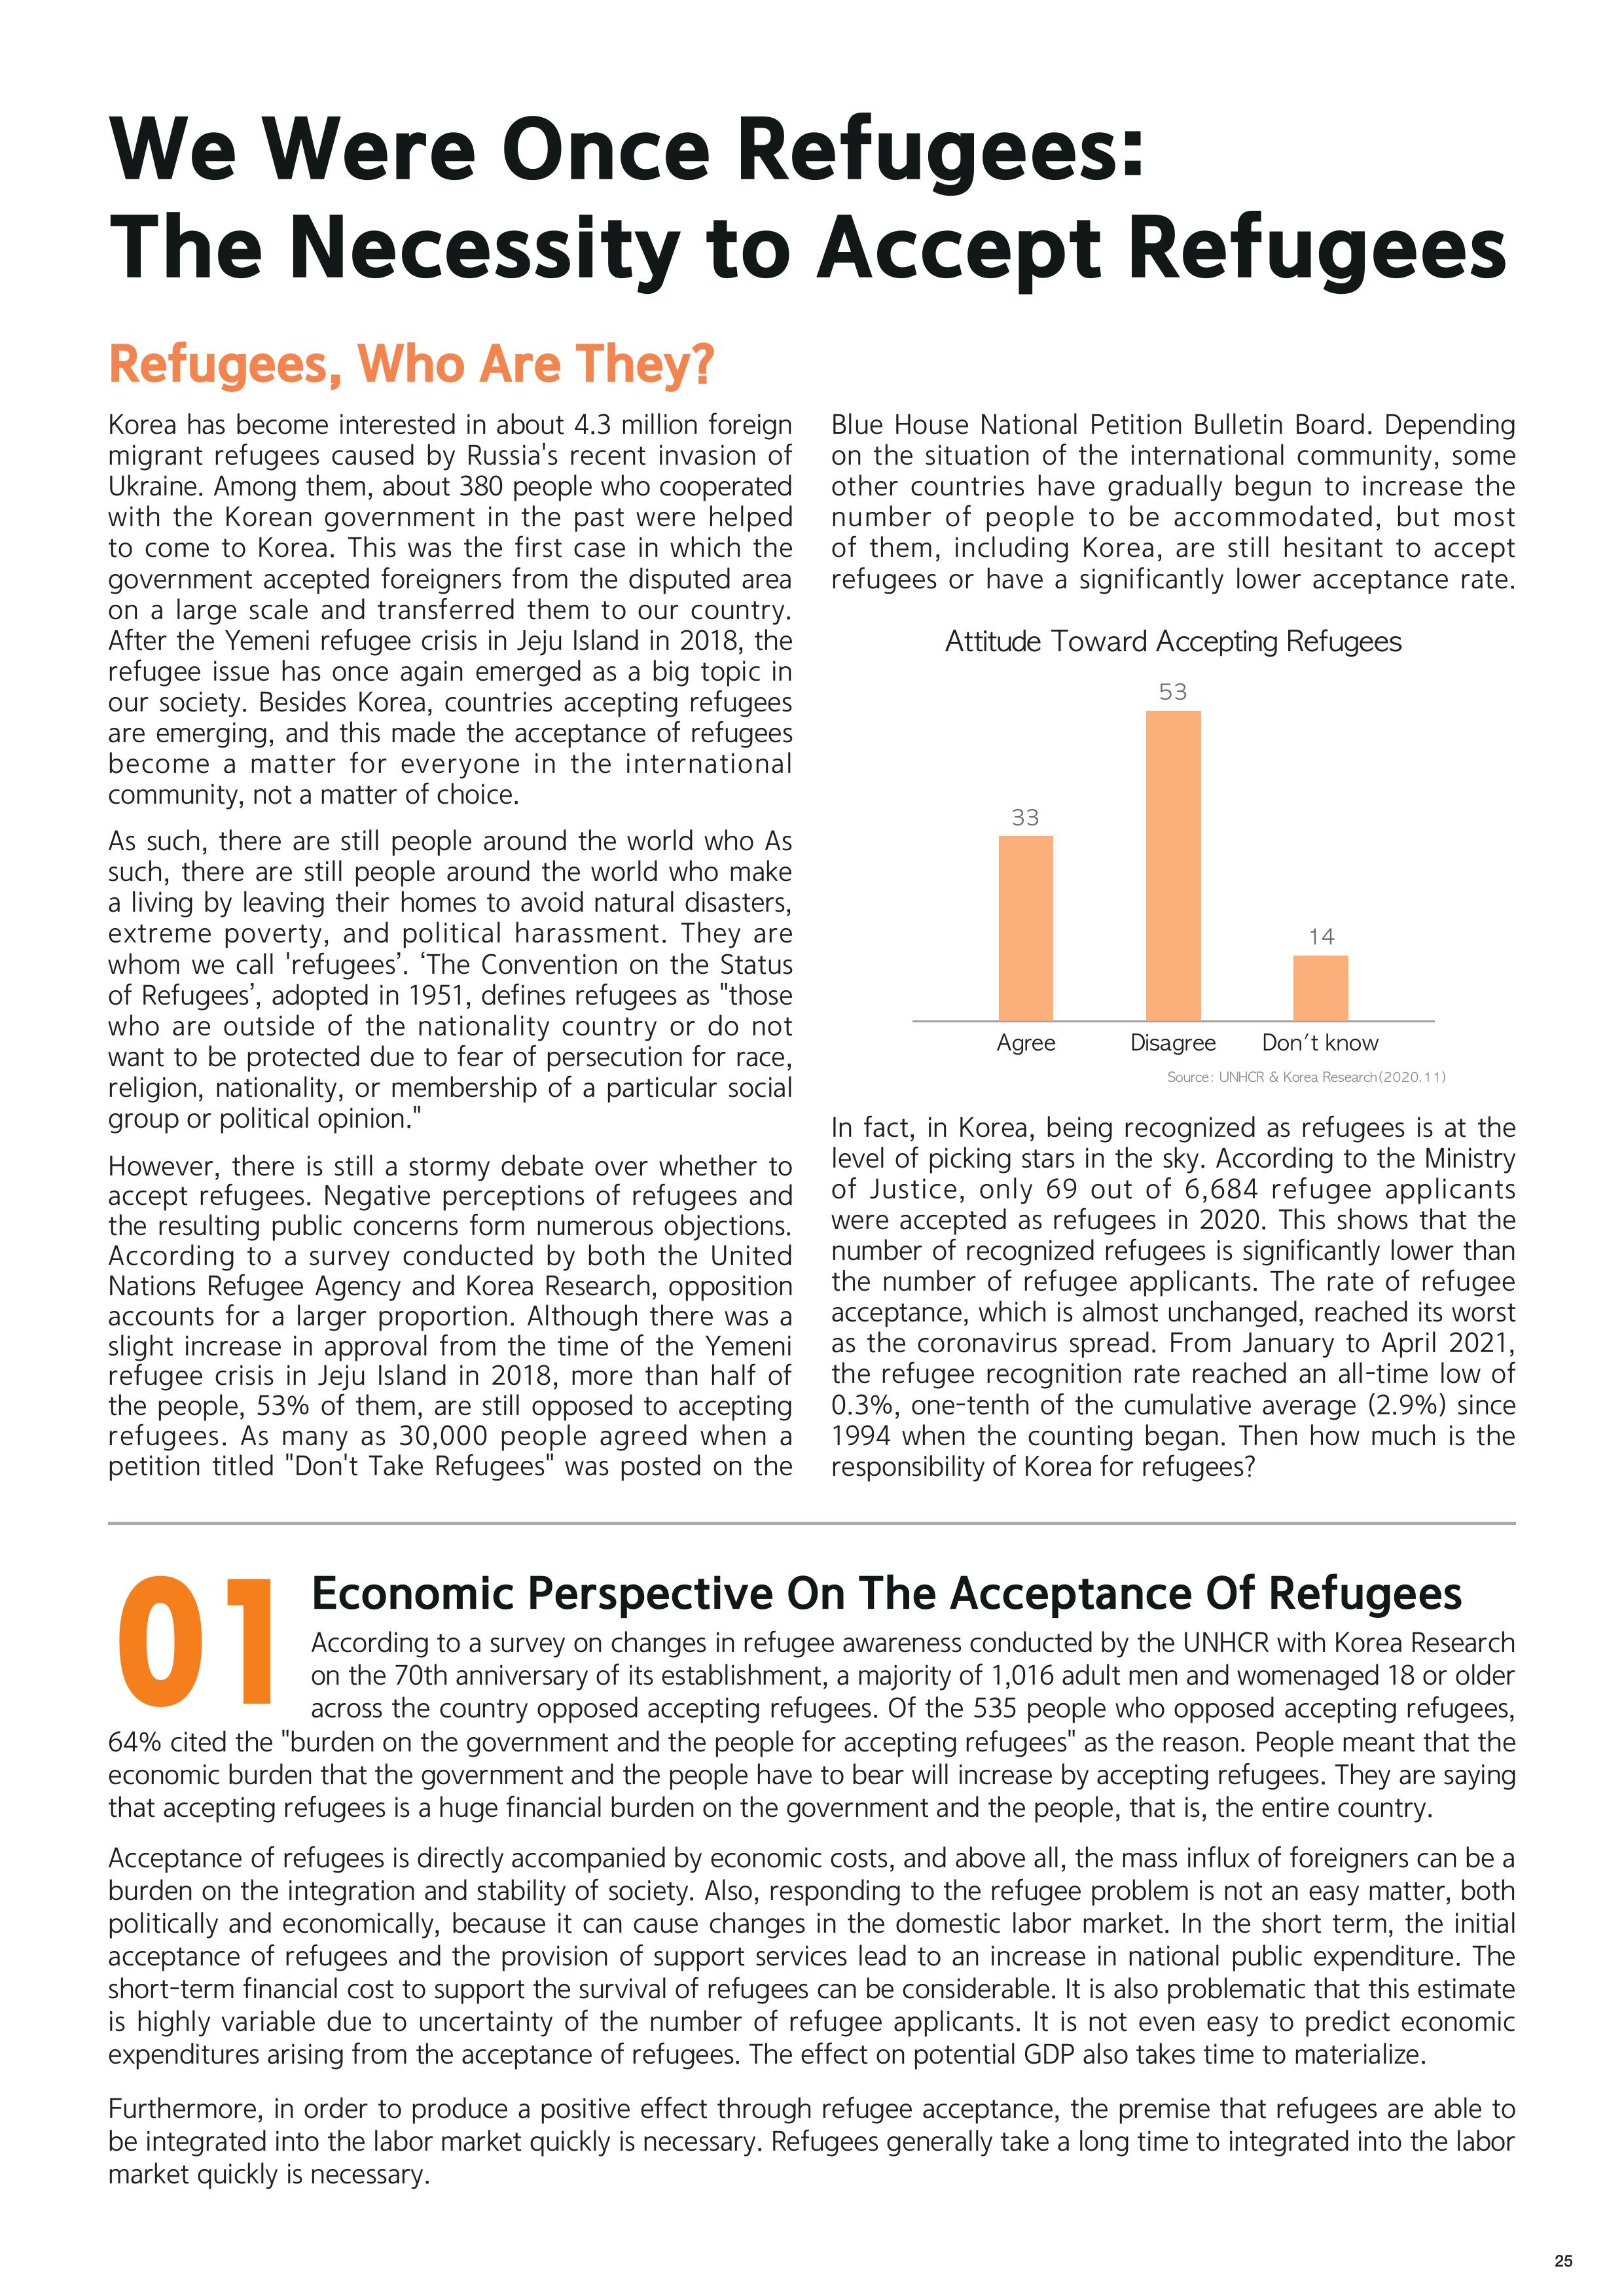 We Were Once Refugees:
The Necessity to Accept Refugees
Refugees, Who Are They?
Korea has become interested in about 4.3 million foreign
migrant refugees caused by Russia's recent invasion of
Ukraine. Among them, about 380 people who cooperated
with the Korean government in the past were helped
to come to Korea. This was the first case in which the
government accepted foreigners from the disputed area
on a large scale and transferred them to our country.
After the Yemeni refugee crisis in Jeju Island in 2018, the
refugee issue has once again emerged as a big topic in
our society. Besides Korea, countries accepting refugees
are emerging, and this made the acceptance of refugees
become a matter for everyone in the international
community, not a matter of choice.
As such, there are still people around the world who As
such, there are still people around the world who make
a living by leaving their homes to avoid natural disasters,
extreme poverty, and political harassment. They are
whom we call 'refugees’. ‘The Convention on the Status
of Refugees’, adopted in 1951, defines refugees as "those
who are outside of the nationality country or do not
want to be protected due to fear of persecution for race,
religion, nationality, or membership of a particular social
group or political opinion."
However, there is still a stormy debate over whether to
accept refugees. Negative perceptions of refugees and
the resulting public concerns form numerous objections.
According to a survey conducted by both the United
Nations Refugee Agency and Korea Research, opposition
accounts for a larger proportion. Although there was a
slight increase in approval from the time of the Yemeni
refugee crisis in Jeju Island in 2018, more than half of
the people, 53% of them, are still opposed to accepting
refugees. As many as 30,000 people agreed when a
petition titled "Don't Take Refugees" was posted on the
Blue House National Petition Bulletin Board. Depending
on the situation of the international community, some
other countries have gradually begun to increase the
number of people to be accommodated, but most
of them, including Korea, are still hesitant to accept
refugees or have a significantly lower acceptance rate.
Attitude Toward Accepting Refugees
53
33
14
Agree Disagree Don’t know
Source: UNHCR & Korea Research(2020.11)
In fact, in Korea, being recognized as refugees is at the
level of picking stars in the sky. According to the Ministry
of Justice, only 69 out of 6,684 refugee applicants
were accepted as refugees in 2020. This shows that the
number of recognized refugees is significantly lower than
the number of refugee applicants. The rate of refugee
acceptance, which is almost unchanged, reached its worst
as the coronavirus spread. From January to April 2021,
the refugee recognition rate reached an all-time low of
0.3%, one-tenth of the cumulative average (2.9%) since
1994 when the counting began. Then how much is the
responsibility of Korea for refugees?
01
Economic Perspective On The Acceptance Of Refugees
According to a survey on changes in refugee awareness conducted by the UNHCR with Korea Research
on the 70th anniversary of its establishment, a majority of 1,016 adult men and womenaged 18 or older
across the country opposed accepting refugees. Of the 535 people who opposed accepting refugees,
64% cited the "burden on the government and the people for accepting refugees" as the reason. People meant that the
economic burden that the government and the people have to bear will increase by accepting refugees. They are saying
that accepting refugees is a huge financial burden on the government and the people, that is, the entire country.
Acceptance of refugees is directly accompanied by economic costs, and above all, the mass influx of foreigners can be a
burden on the integration and stability of society. Also, responding to the refugee problem is not an easy matter, both
politically and economically, because it can cause changes in the domestic labor market. In the short term, the initial
acceptance of refugees and the provision of support services lead to an increase in national public expenditure. The
short-term financial cost to support the survival of refugees can be considerable. It is also problematic that this estimate
is highly variable due to uncertainty of the number of refugee applicants. It is not even easy to predict economic
expenditures arising from the acceptance of refugees. The effect on potential GDP also takes time to materialize.
Furthermore, in order to produce a positive effect through refugee acceptance, the premise that refugees are able to
be integrated into the labor market quickly is necessary. Refugees generally take a long time to integrated into the labor
market quickly is necessary.
25